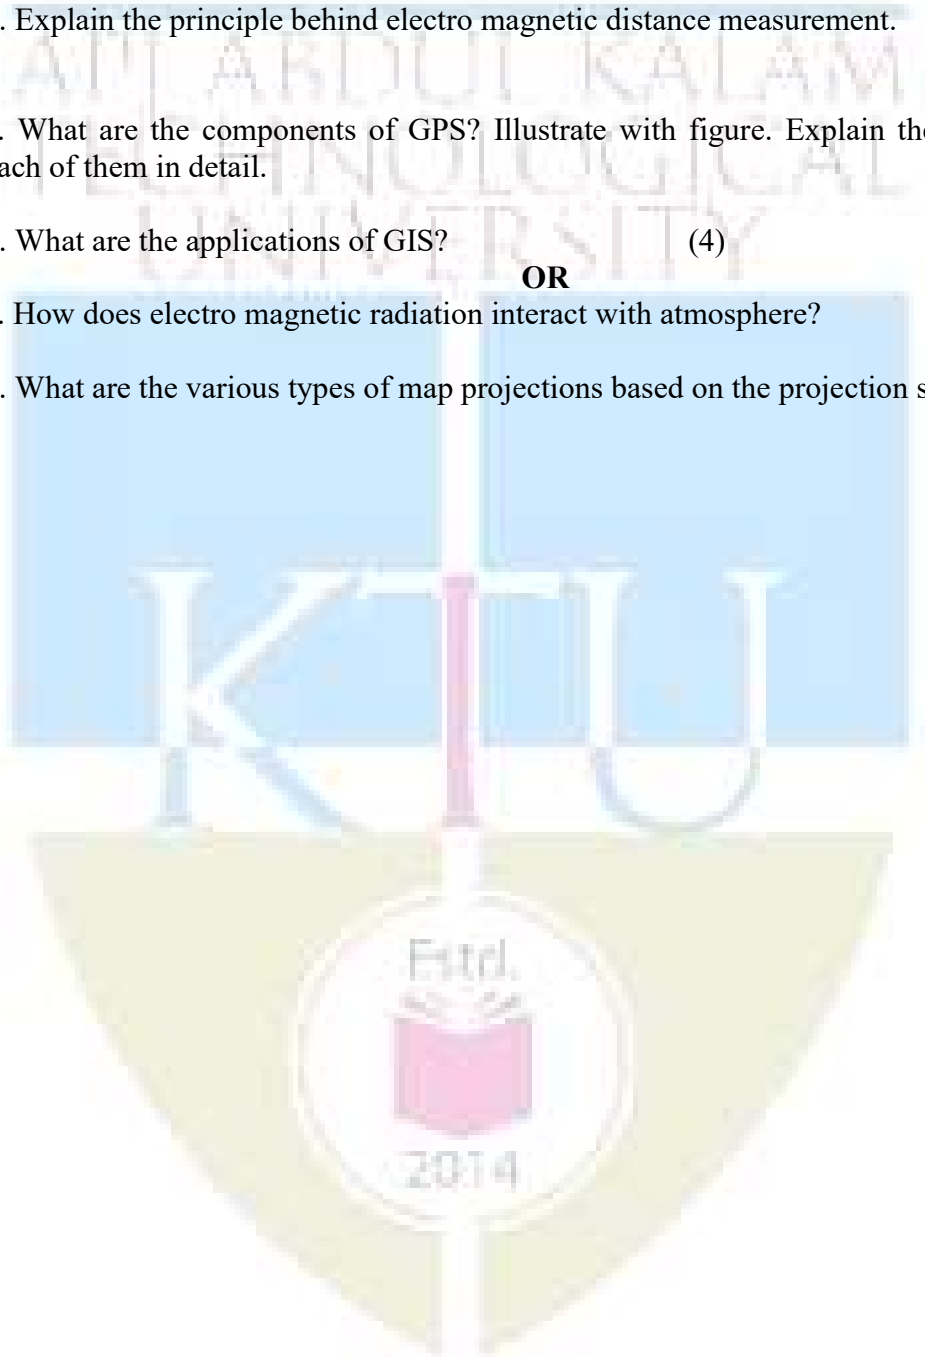 . Explain the principle behind electro magnetic distance measurement.
API ABDUL KALAM
. What are the components of GPS? Illustrate with figure. Explain the
ach of them in detail.
TECHNOLOGICAL
UNIVERSITY
. What are the applications of GIS? (4)
OR
. How does electro magnetic radiation interact with atmosphere?
. What are the various types of map projections based on the projection s
KTU
Estd.
2014